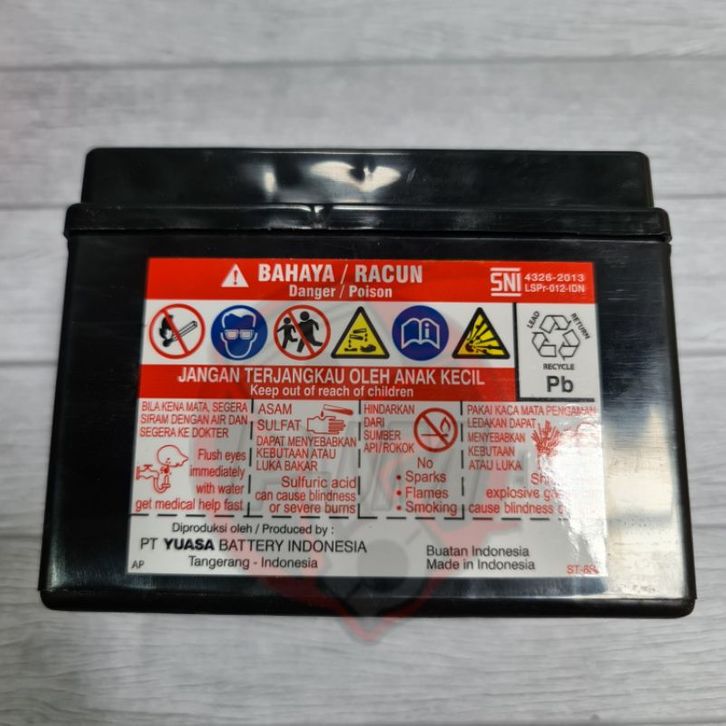 BAHAYA / RACUN
Danger / Poison
SNI 4326-2013
LSPr-012-IDN
LEAD RETURN
RECYCLE
Pb
JANGAN TERJANGKAU OLEH ANAK KECIL
Keep out of reach of children
BILA KENA MATA, SEGERA
SIRAM DENGAN AIR DAN
SEGERA KE DOKTER
Flush eyes
immediately
with water
get medical help fast
ASAM
SULFAT
DAPAT MENYEBABKAN
KEBUTAAN ATAU
LUKA BAKAR
Sulfuric acid
can cause blindness
or severe burns
HINDARKAN
DARI
SUMBER
API/ROKOK
No
• Sparks
• Flames
• Smoking
PAKAI KACA MATA PENGAMAN
LEDAKAN DAPAT
MENYEBABKAN
KEBUTAAN
ATAU LUKA
explosive
cause blindness
Diproduksi oleh / Produced by :
PT YUASA BATTERY INDONESIA
Tangerang - Indonesia
Buatan Indonesia
Made in Indonesia
AP